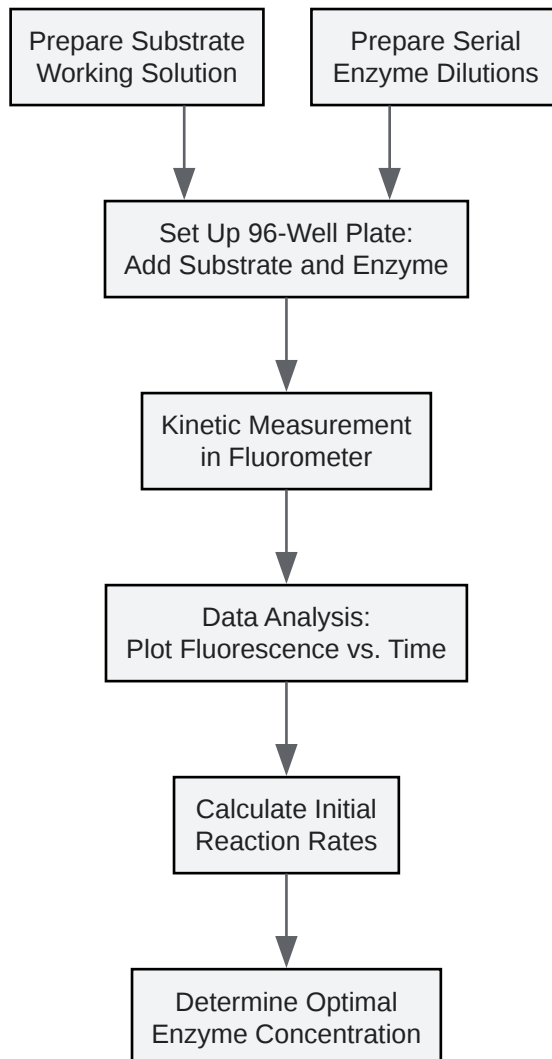 Prepare Substrate
Working Solution
Prepare Serial
Enzyme Dilutions
Set Up 96-Well Plate:
Add Substrate and Enzyme
Kinetic Measurement
in Fluorometer
Data Analysis:
Plot Fluorescence vs. Time
Calculate Initial
Reaction Rates
Determine Optimal
Enzyme Concentration